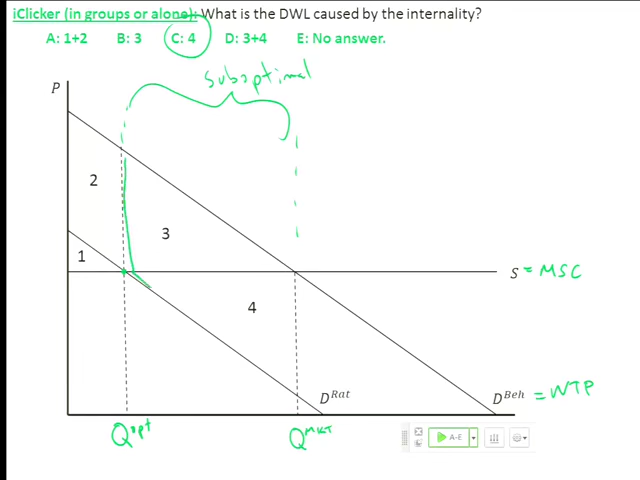 iClicker (in groups or alone): What is the DWL caused by the internality?
A: 1+2 B: 3 C: 4 D: 3+4 E: No answer.
suboptimal
P
2
3
1
S = MSC
4
D^Rat
D^Beh = WTP
Q^opt
Q^MKT
A-E